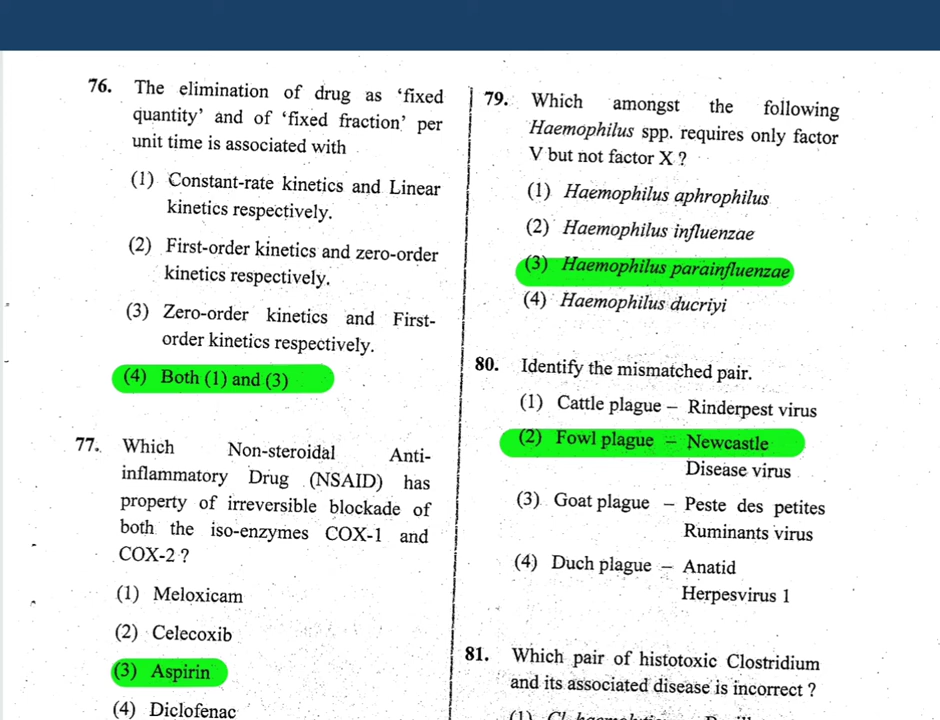 76. The elimination of drug as ‘fixed
quantity’ and of ‘fixed fraction’ per
unit time is associated with
(1) Constant-rate kinetics and Linear
kinetics respectively.
(2) First-order kinetics and zero-order
kinetics respectively.
(3) Zero-order kinetics and First-
order kinetics respectively.
(4) Both (1) and (3)
77. Which Non-steroidal Anti-
inflammatory Drug (NSAID) has
property of irreversible blockade of
both the iso-enzymes COX-1 and
COX-2 ?
(1) Meloxicam
(2) Celecoxib
(3) Aspirin
(4) Diclofenac
79. Which amongst the following
Haemophilus spp. requires only factor
V but not factor X ?
(1) Haemophilus aphrophilus
(2) Haemophilus influenzae
(3) Haemophilus parainfluenzae
(4) Haemophilus ducriyi
80. Identify the mismatched pair.
(1) Cattle plague – Rinderpest virus
(2) Fowl plague – Newcastle
Disease virus
(3) Goat plague – Peste des petites
Ruminants virus
(4) Duch plague – Anatid
Herpesvirus 1
81. Which pair of histotoxic Clostridium
and its associated disease is incorrect ?
(1)